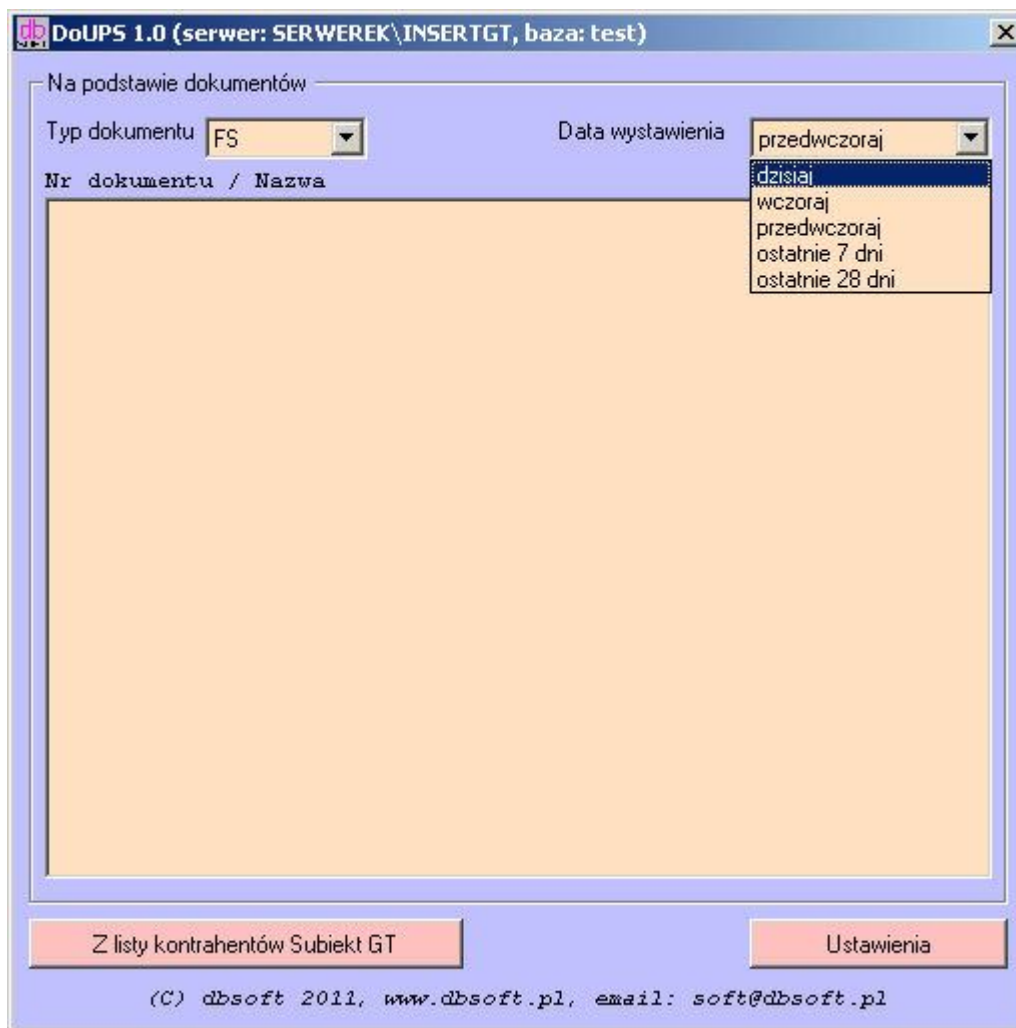 DoUPS 1.0 (serwer: SERWEREK\INSERTGT, baza: test)
Na podstawie dokumentów
Typ dokumentu FS Data wystawienia przedwczoraj
Nr dokumentu / Nazwa
dzisiaj
wczoraj
przedwczoraj
ostatnie 7 dni
ostatnie 28 dni
Z listy kontrahentów Subiekt GT Ustawienia
(C) dbsoft 2011, www.dbsoft.pl, email: soft@dbsoft.pl